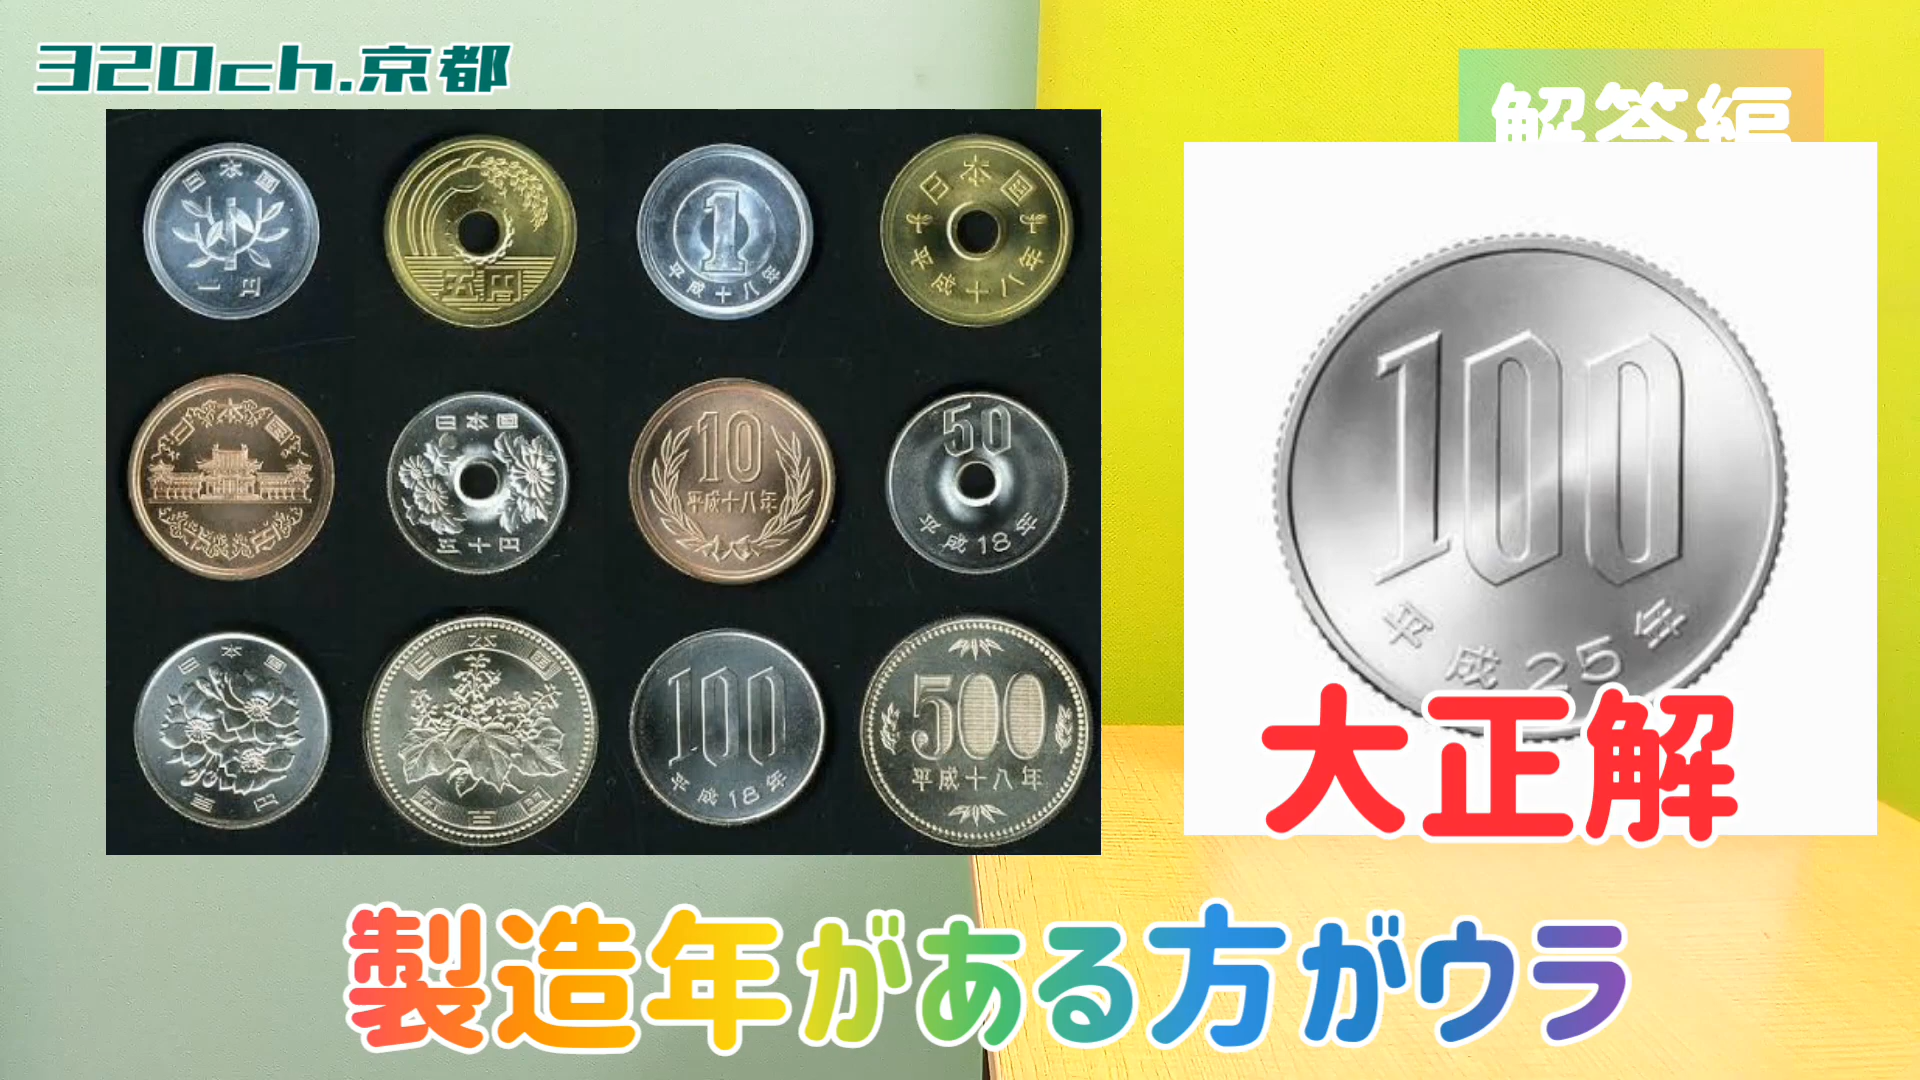 320ch.京都
解答編
日本国
一円
五円
1
平成十八年
日本国
平成十八年
日本国
日本国
五十円
10
平成十八年
50
平成18年
日本国
百円
日本国
五百円
100
平成18年
500
平成十八年
100
平成25年
大正解
製造年がある方がウラ